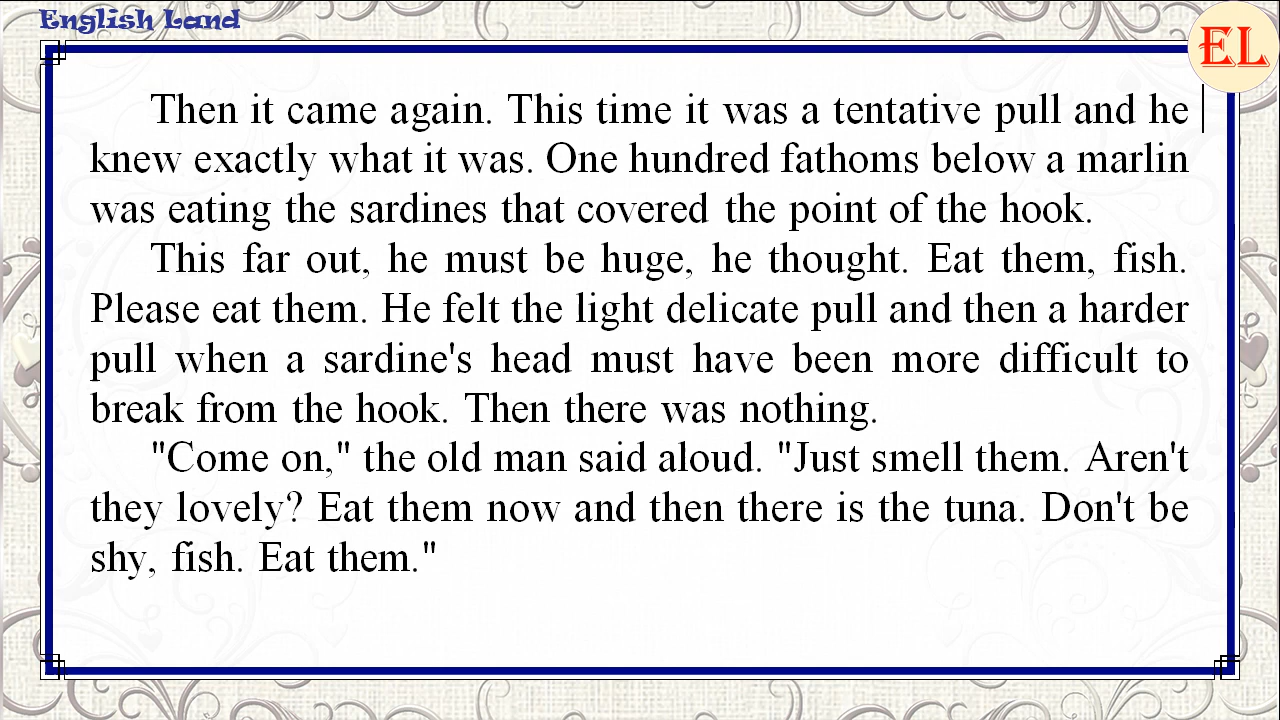 English Land
EL
Then it came again. This time it was a tentative pull and he
knew exactly what it was. One hundred fathoms below a marlin
was eating the sardines that covered the point of the hook.
This far out, he must be huge, he thought. Eat them, fish.
Please eat them. He felt the light delicate pull and then a harder
pull when a sardine's head must have been more difficult to
break from the hook. Then there was nothing.
"Come on," the old man said aloud. "Just smell them. Aren't
they lovely? Eat them now and then there is the tuna. Don't be
shy, fish. Eat them."